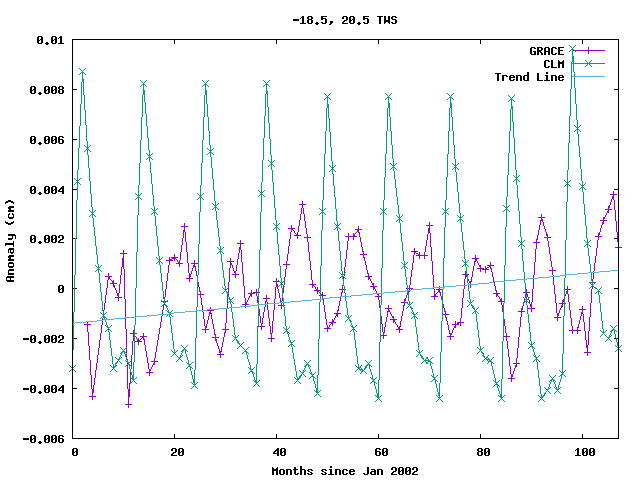 -18.5, 20.5 TWS
GRACE
CLM
Trend Line
0.01
0.008
0.006
0.004
0.002
0
-0.002
-0.004
-0.006
Anomaly (cm)
0 20 40 60 80 100
Months since Jan 2002